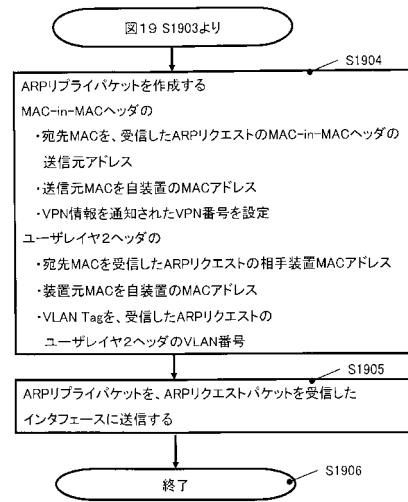 図19 S1903より
S1904
ARPリプライパケットを作成する
MAC-in-MACヘッダの
・宛先MACを、受信したARPリクエストのMAC-in-MACヘッダの
送信元アドレス
・送信元MACを自装置のMACアドレス
・VPN情報を通知されたVPN番号を設定
ユーザレイヤ2ヘッダの
・宛先MACを受信したARPリクエストの相手装置MACアドレス
・装置元MACを自装置のMACアドレス
・VLAN Tagを、受信したARPリクエストの
ユーザレイヤ2ヘッダのVLAN番号
S1905
ARPリプライパケットを、ARPリクエストパケットを受信した
インタフェースに送信する
S1906
終了